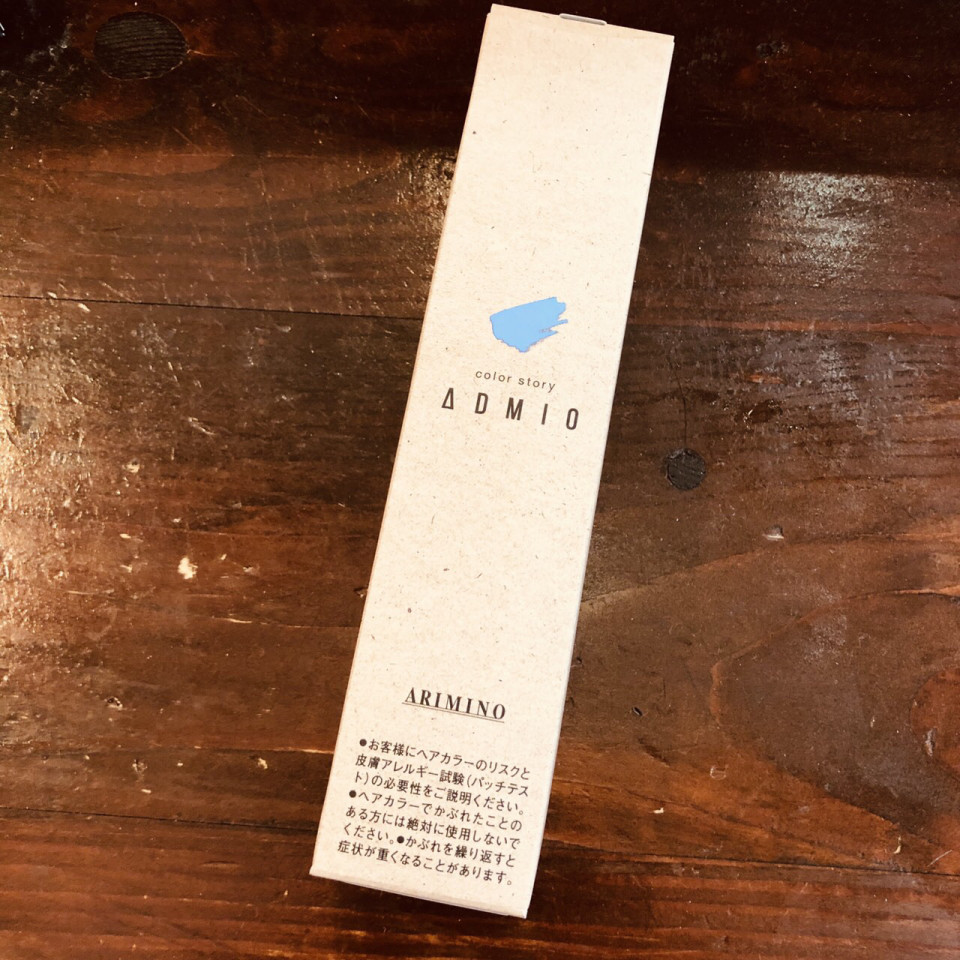 color story
ADMIO
ARIMINO
●お客様にヘアカラーのリスクと
皮膚アレルギー試験(パッチテス
ト)の必要性をご説明ください。
●ヘアカラーでかぶれたことの
ある方には絶対に使用しないで
ください。●かぶれを繰り返すと
症状が重くなることがあります。